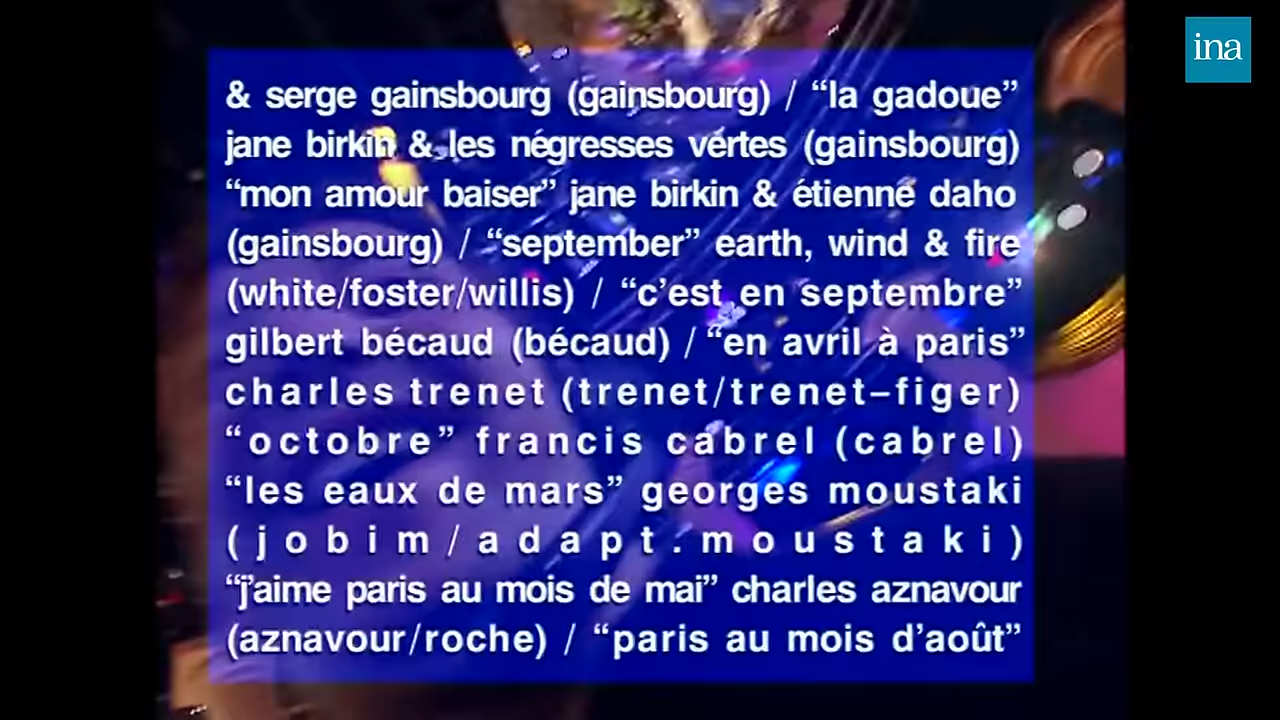 ina
& serge gainsbourg (gainsbourg) / “la gadoue”
jane birkin & les négresses vertes (gainsbourg)
“mon amour baiser” jane birkin & étienne daho
(gainsbourg) / “september” earth, wind & fire
(white/foster/willis) / “c’est en septembre”
gilbert bécaud (bécaud) / “en avril à paris”
charles trenet (trenet/trenet–figer)
“octobre” francis cabrel (cabrel)
“les eaux de mars” georges moustaki
(jobim/adapt.moustaki)
“j’aime paris au mois de mai” charles aznavour
(aznavour/roche) / “paris au mois d’août”